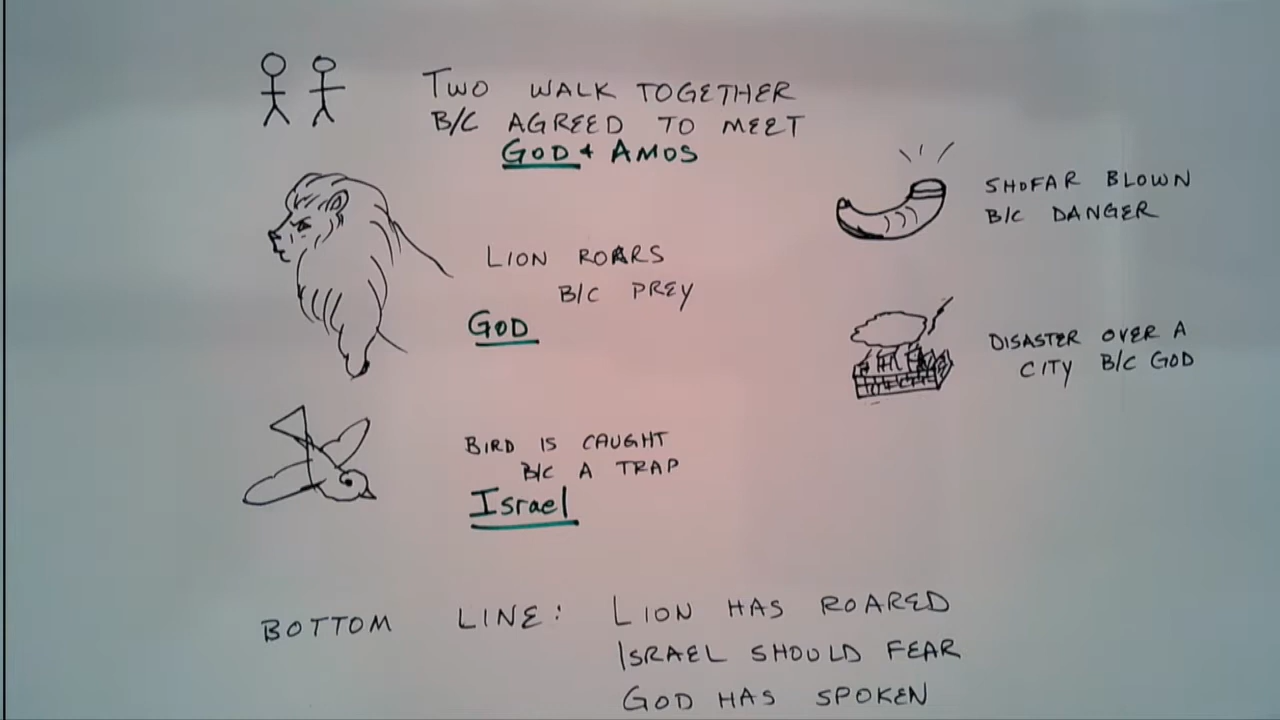 TWO WALK TOGETHER
B/C AGREED TO MEET
GOD + AMOS
LION ROARS
B/C PREY
GOD
BIRD IS CAUGHT
B/C A TRAP
Israel
SHOFAR BLOWN
B/C DANGER
DISASTER OVER A
CITY B/C GOD
BOTTOM LINE: LION HAS ROARED
ISRAEL SHOULD FEAR
GOD HAS SPOKEN